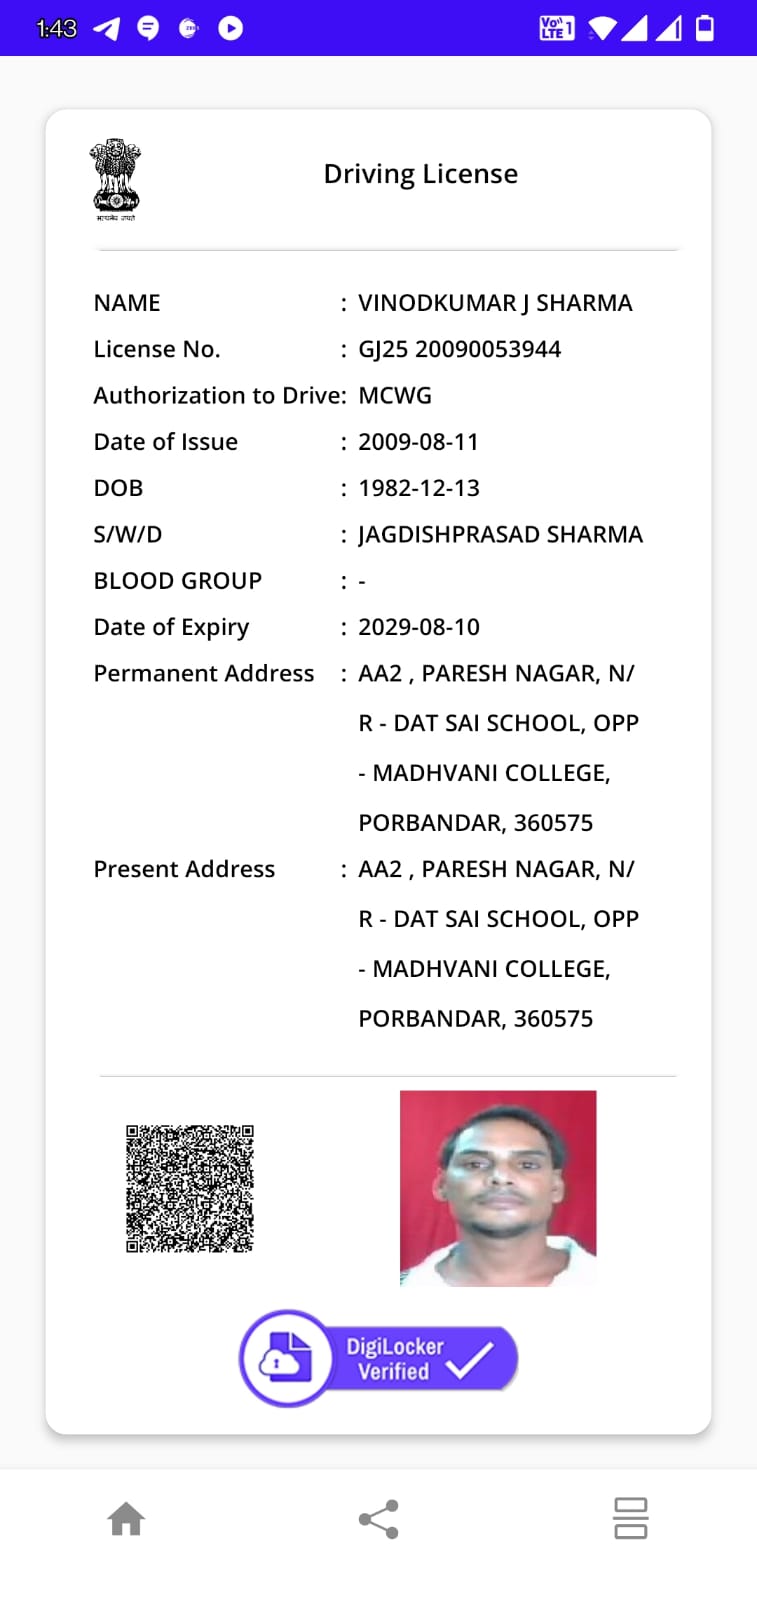 1:43
Vo)) 1
LTE
सत्यमेव जयते
Driving License
NAME : VINODKUMAR J SHARMA
License No. : GJ25 20090053944
Authorization to Drive: MCWG
Date of Issue : 2009-08-11
DOB : 1982-12-13
S/W/D : JAGDISHPRASAD SHARMA
BLOOD GROUP : -
Date of Expiry : 2029-08-10
Permanent Address : AA2 , PARESH NAGAR, N/
R - DAT SAI SCHOOL, OPP
- MADHVANI COLLEGE,
PORBANDAR, 360575
Present Address : AA2 , PARESH NAGAR, N/
R - DAT SAI SCHOOL, OPP
- MADHVANI COLLEGE,
PORBANDAR, 360575
DigiLocker
Verified